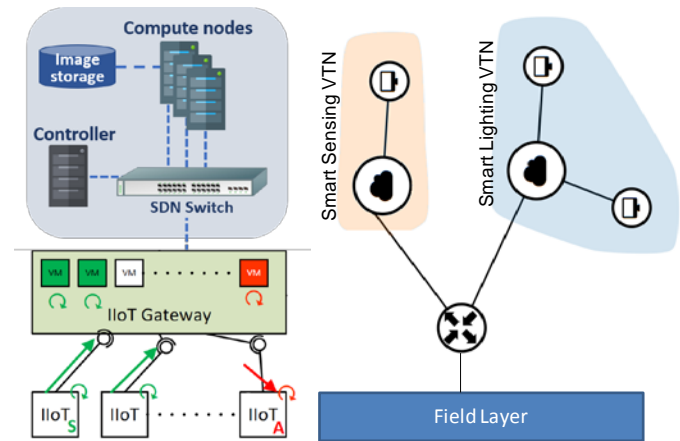 Compute nodes
Image
storage
Controller
SDN Switch
VM
VM
VM
VM
IIoT Gateway
IIoT
S
IIoT
IIoT
A
Smart Sensing VTN
Smart Lighting VTN
Field Layer